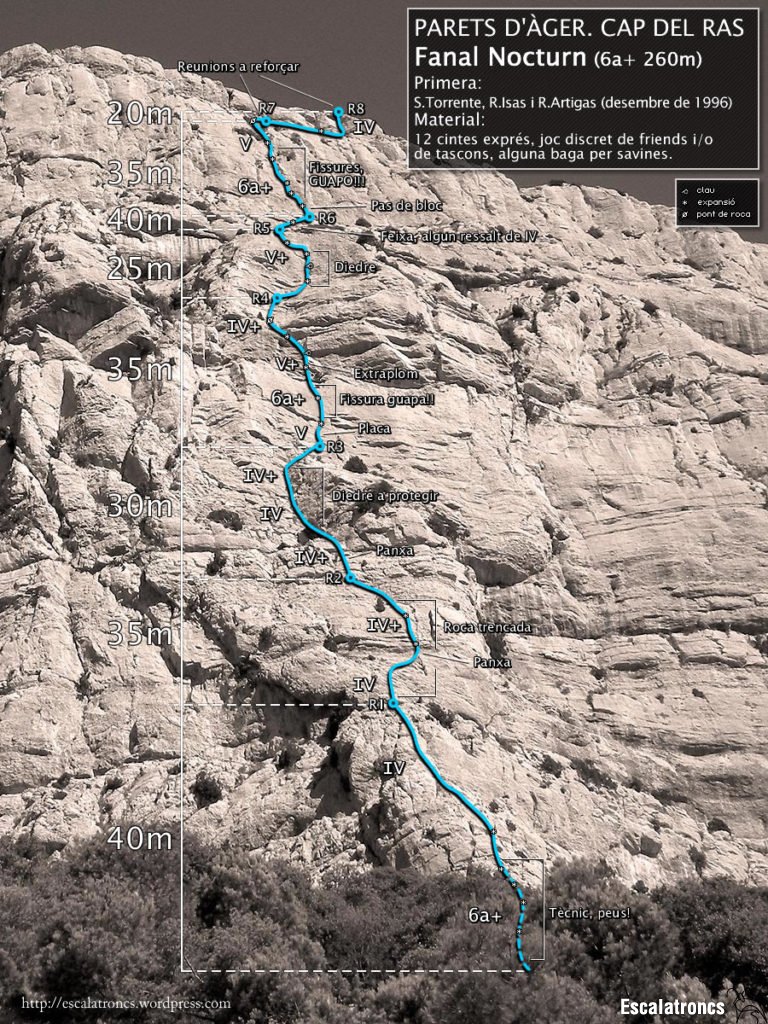 PARETS D'ÀGER. CAP DEL RAS
Fanal Nocturn (6a+ 260m)
Primera:
S.Torrente, R.Isas i R.Artigas (desembre de 1996)
Material:
12 cintes exprés, joc discret de friends i/o
de tascons, alguna baga per savines.
clau
expansió
pont de roca
Reunions a reforçar
R7
R8
20m
IV
V
35m
Fissures,
GUAPO!!!
6a+
Pas de bloc
40m
R6
R5
Feixa, algun ressalt de IV
V+
25m
Diedre
R4
IV+
V+
35m
Extraplom
6a+
Fissura guapa!!
V
Placa
R3
IV+
Diedre a protegir
30m
IV
Panxa
IV+
R2
IV+
Roca trencada
35m
Panxa
IV
R1
IV
40m
6a+
Tècnic, peus!
http://escalatroncs.wordpress.com
Escalatroncs